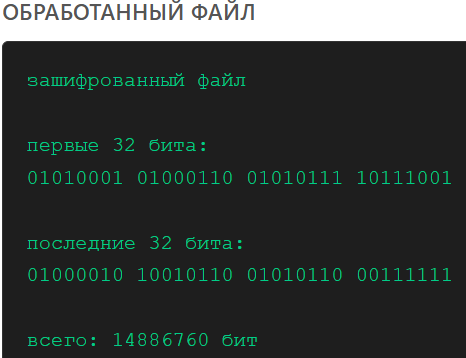 ОБРАБОТАННЫЙ ФАЙЛ
зашифрованный файл
первые 32 бита:
01010001 01000110 01010111 10111001
последние 32 бита:
01000010 10010110 01010110 00111111
всего: 14886760 бит